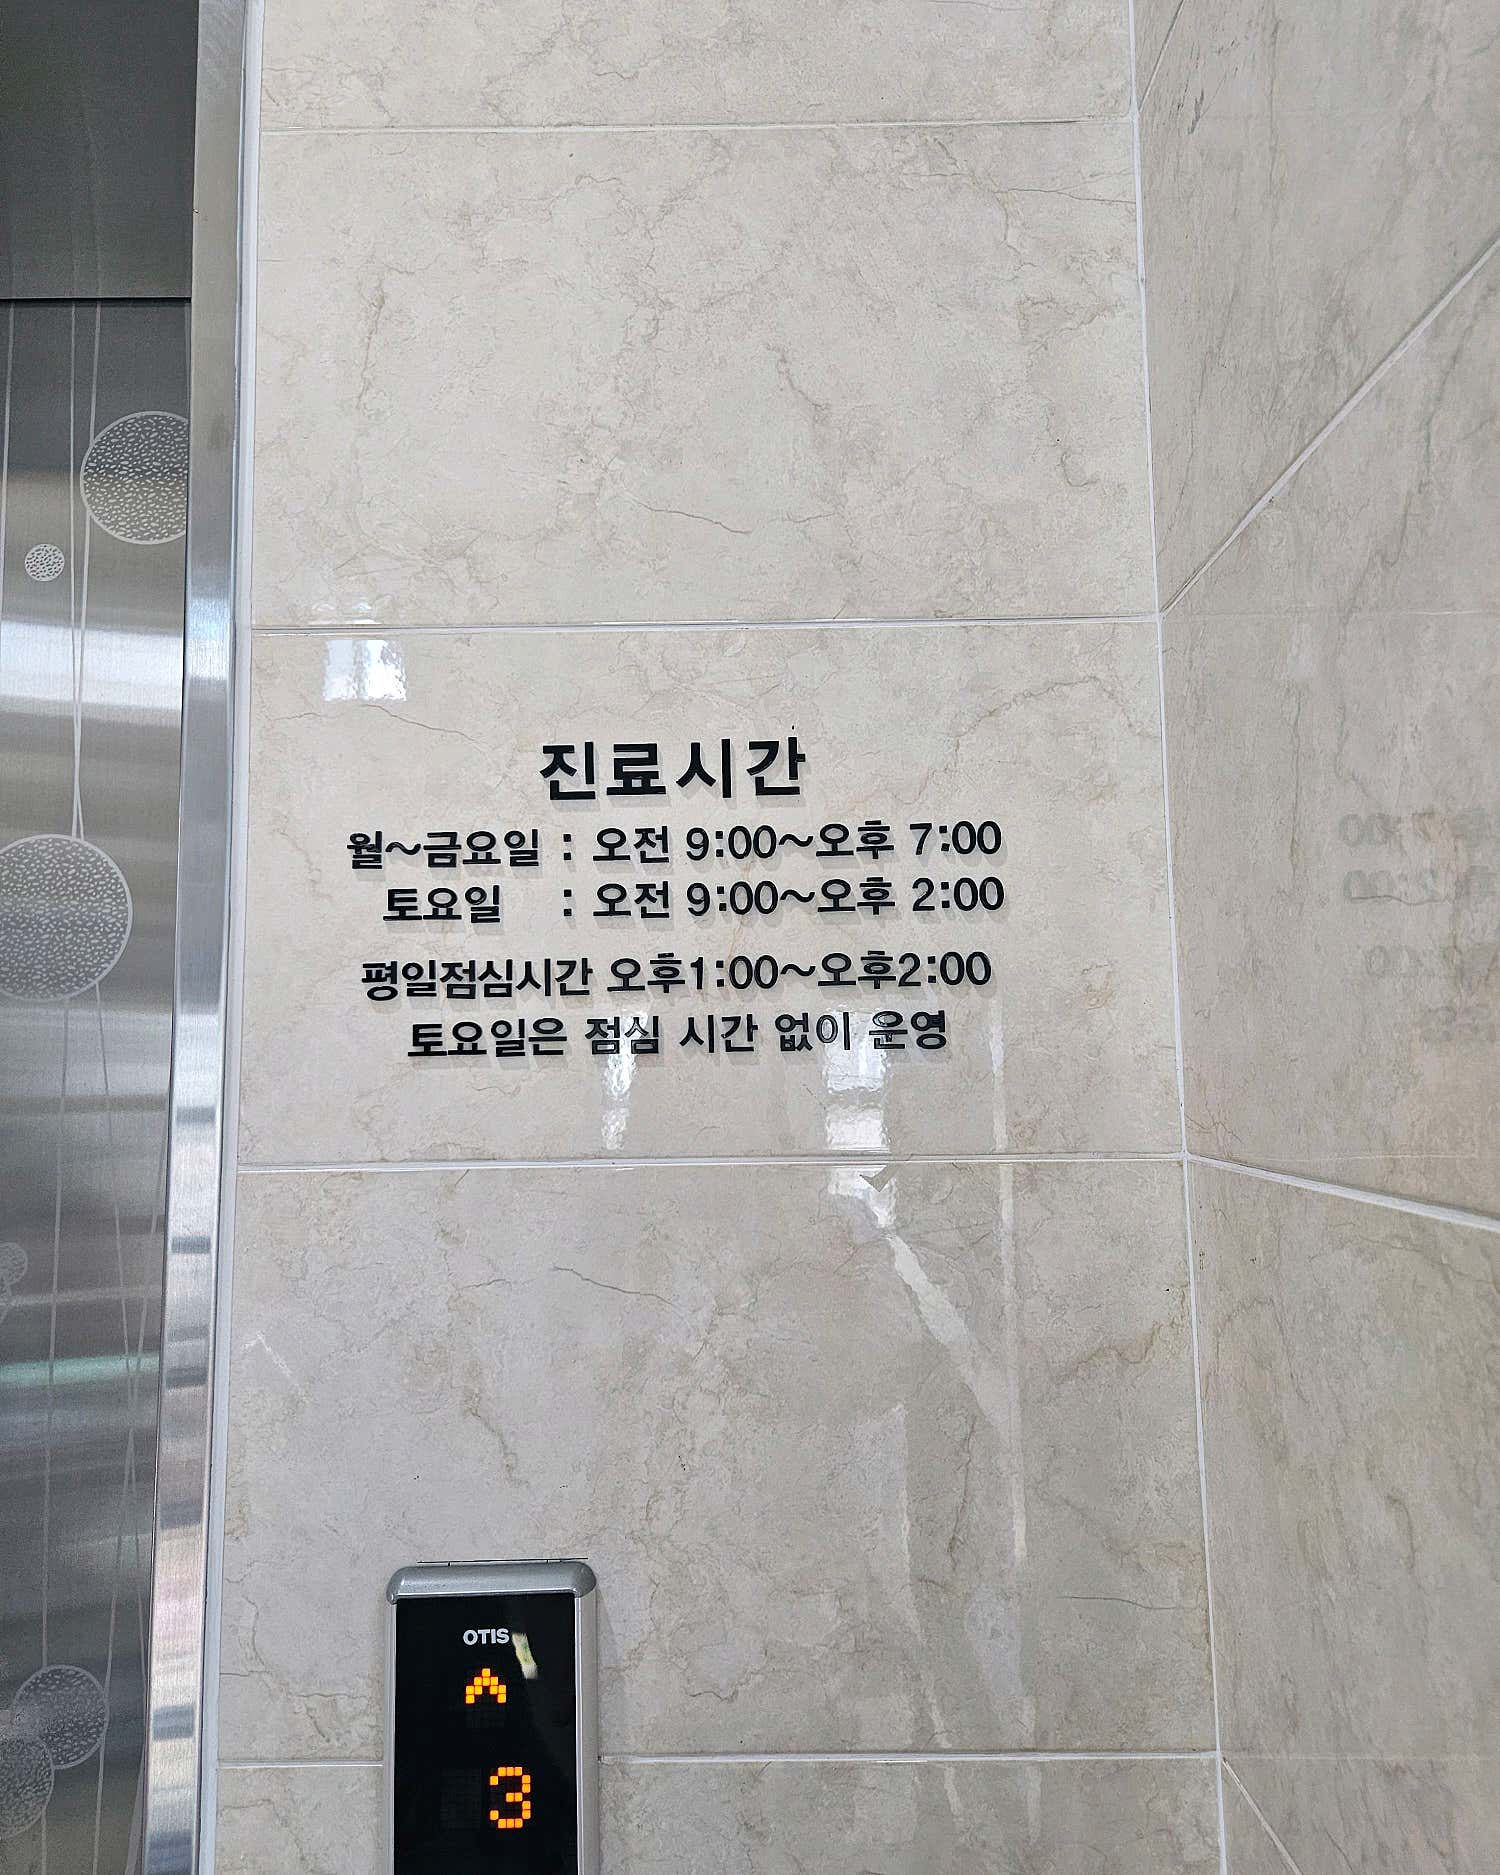 진료시간
월~금요일 : 오전 9:00~오후 7:00
토요일 : 오전 9:00~오후 2:00
평일점심시간 오후1:00~오후2:00
토요일은 점심 시간 없이 운영
OTIS
3